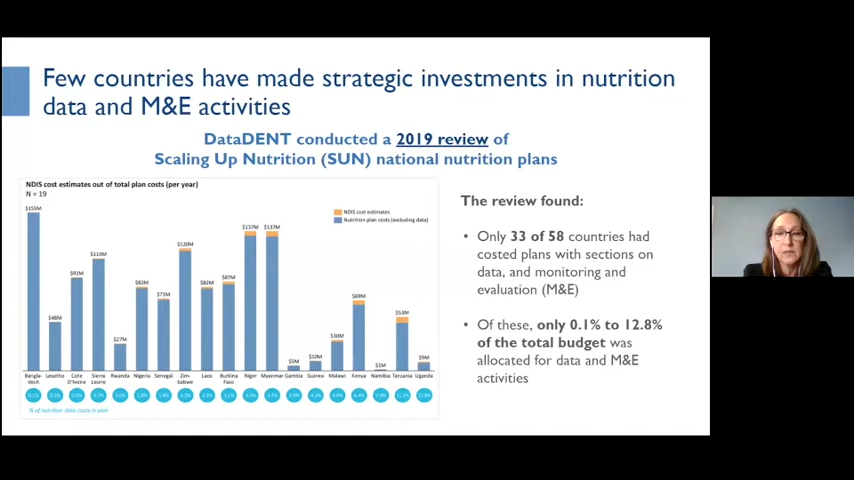 Few countries have made strategic investments in nutrition
data and M&E activities
DataDENT conducted a 2019 review of
Scaling Up Nutrition (SUN) national nutrition plans
NDIS cost estimates out of total plan costs (per year)
N = 19
NDIS cost estimates
Nutrition plan costs (excluding data)
$155M
$48M
$91M
$110M
$27M
$82M
$73M
$120M
$82M
$87M
$137M
$137M
$5M
$10M
$30M
$69M
$1M
$53M
$9M
Bangla-
desh
Lesotho
Cote
D'Ivoire
Sierra
Leone
Rwanda
Nigeria
Senegal
Zim-
babwe
Laos
Burkina
Faso
Niger
Myanmar
Gambia
Guinea
Malawi
Kenya
Namibia
Tanzania
Uganda
% of nutrition data costs in plan
The review found:
• Only 33 of 58 countries had
costed plans with sections on
data, and monitoring and
evaluation (M&E)
• Of these, only 0.1% to 12.8%
of the total budget was
allocated for data and M&E
activities